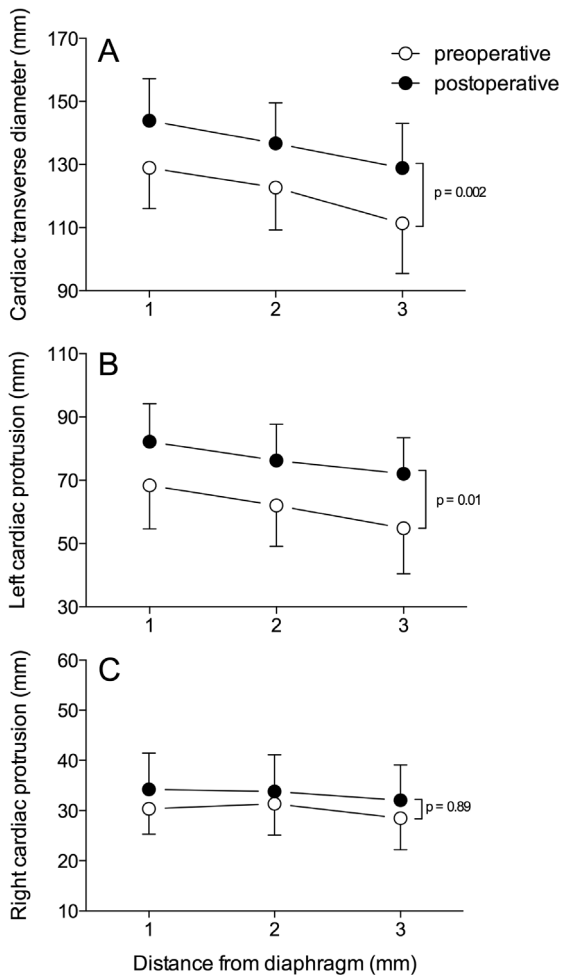 A
preoperative
postoperative
Cardiac transverse diameter (mm)
170
150
130
110
90
p = 0.002
1 2 3
B
Left cardiac protrusion (mm)
110
90
70
50
30
p = 0.01
1 2 3
C
Right cardiac protrusion (mm)
60
50
40
30
20
10
p = 0.89
1 2 3
Distance from diaphragm (mm)